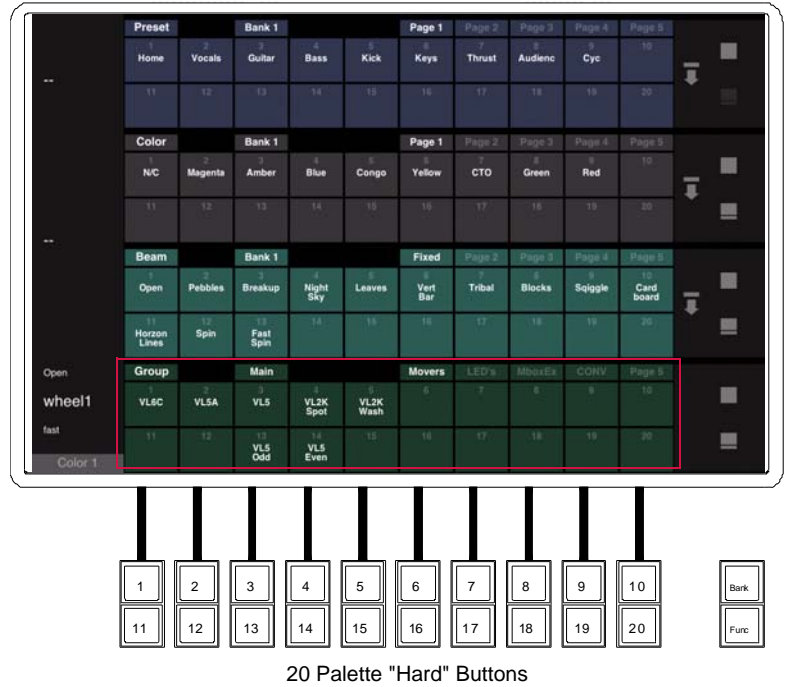 Preset Bank 1 Page 1 Page 2 Page 3 Page 4 Page 5
1 2 3 4 5 6 7 8 9 10
Home Vocals Guitar Bass Kick Keys Thrust Audienc Cyc
--
11 12 13 14 15 16 17 18 19 20
Color Bank 1 Page 1 Page 2 Page 3 Page 4 Page 5
1 2 3 4 5 6 7 8 9 10
N/C Magenta Amber Blue Congo Yellow CTO Green Red
11 12 13 14 15 16 17 18 19 20
--
Beam Bank 1 Fixed Page 2 Page 3 Page 4 Page 5
1 2 3 4 5 6 7 8 9 10
Open Pebbles Breakup Night Sky Leaves Vert Bar Tribal Blocks Sqiggle Card board
11 12 13 14 15 16 17 18 19 20
Horzon Lines Spin Fast Spin
Open
Group Main Movers LED's MboxEx CONV Page 5
1 2 3 4 5 6 7 8 9 10
wheel1
VL6C VL5A VL5 VL2K Spot VL2K Wash
fast
11 12 13 14 15 16 17 18 19 20
VL5 Odd VL5 Even
Color 1
1 2 3 4 5 6 7 8 9 10 Bank
11 12 13 14 15 16 17 18 19 20 Func
20 Palette "Hard" Buttons